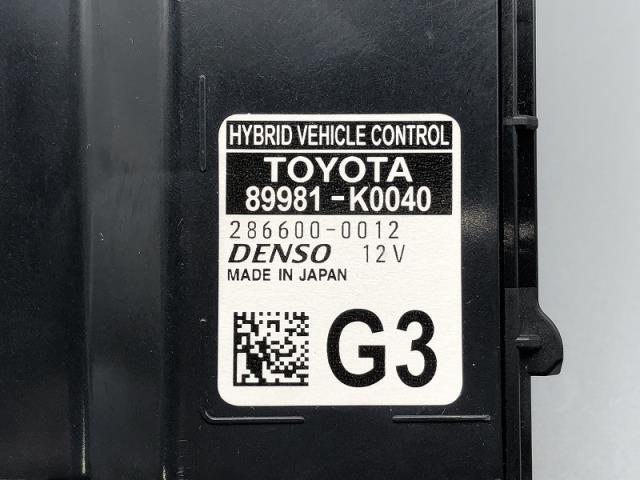 HYBRID VEHICLE CONTROL
TOYOTA
89981-K0040
286600-0012
DENSO 12V
MADE IN JAPAN
G3